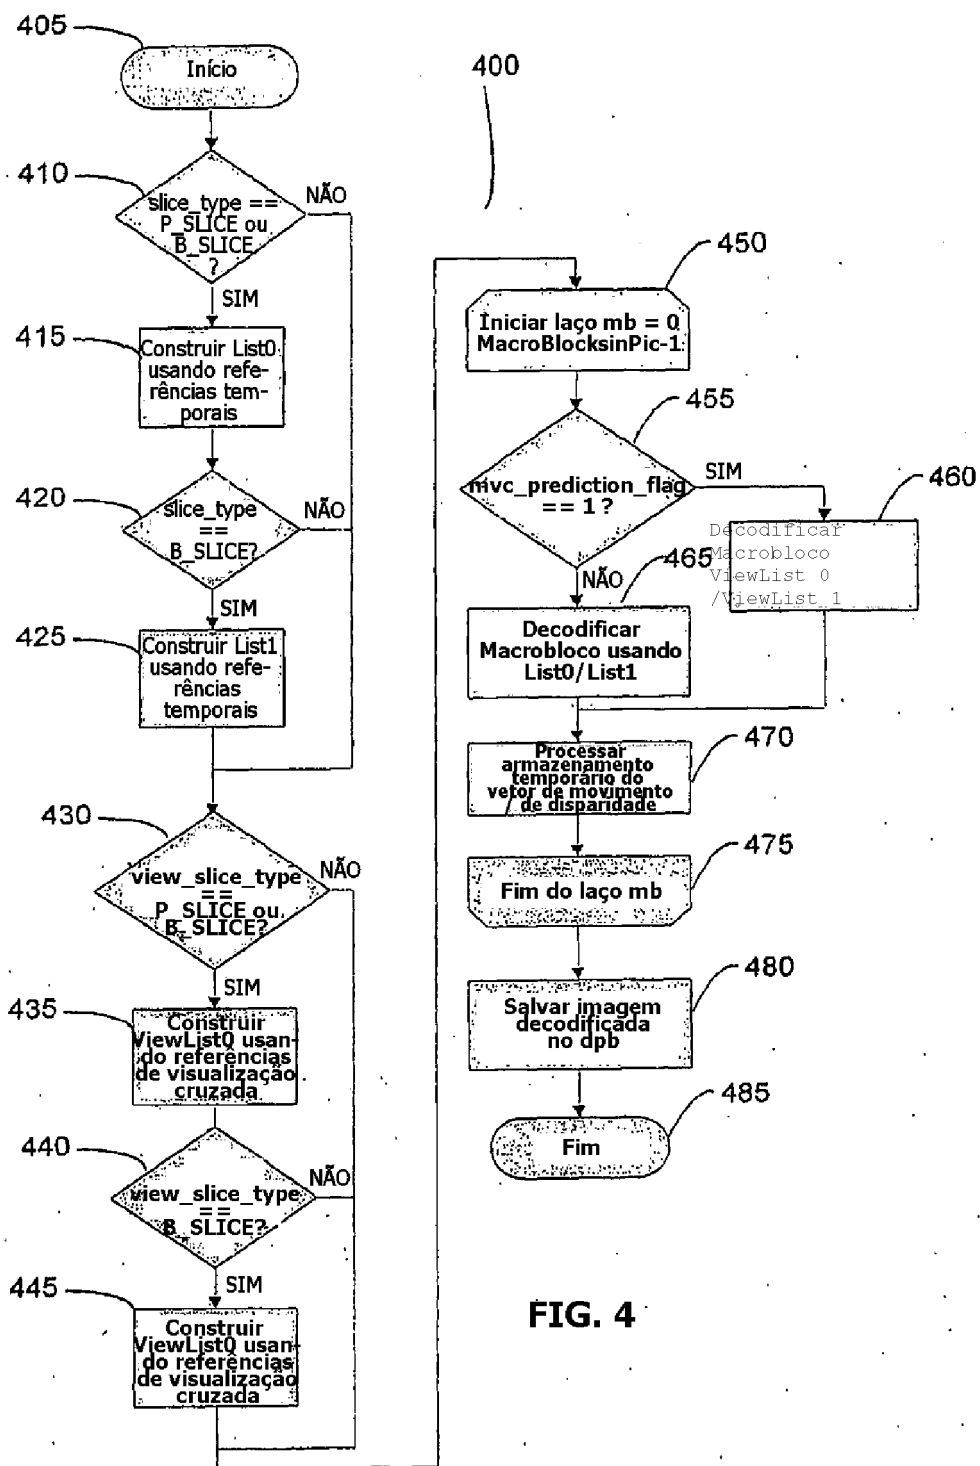 405
Início
400
410
slice_type ==
P_SLICE ou
B_SLICE
?
NÃO
SIM
415
Construir List0
usando refe-
rências tem-
porais
420
slice_type
==
B_SLICE?
NÃO
SIM
425
Construir List1
usando refe-
rências
temporais
430
view_slice_type
==
P_SLICE ou
B_SLICE?
NÃO
SIM
435
Construir
ViewList0 usan-
do referências
de visualização
cruzada
440
view_slice_type
==
B_SLICE?
NÃO
SIM
445
Construir
ViewList0 usan-
do referências
de visualização
cruzada
450
Iniciar laço mb = 0
MacroBlocksinPic-1
455
mvc_prediction_flag
== 1 ?
SIM
NÃO
460
Decodificar
Macrobloco
ViewList 0
/ViewList 1
465
Decodificar
Macrobloco usando
List0/List1
470
Processar
armazenamento
temporário do
vetor de movimento
de disparidade
475
Fim do laço mb
480
Salvar imagem
decodificada
no dpb
485
Fim
FIG. 4